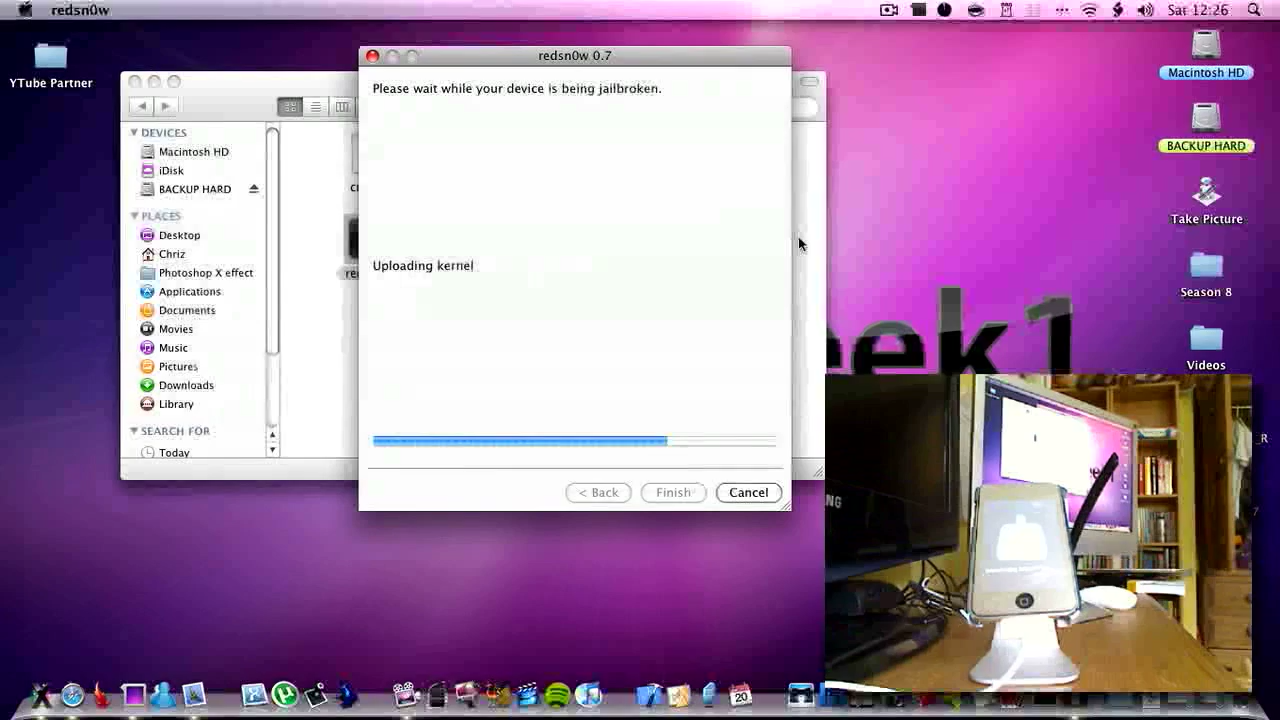 redsn0w
Sat 12:26
YTube Partner
Macintosh HD
BACKUP HARD
Take Picture
Season 8
Videos
DEVICES
Macintosh HD
iDisk
BACKUP HARD
PLACES
Desktop
Chriz
Photoshop X effect
Applications
Documents
Movies
Music
Pictures
Downloads
Library
SEARCH FOR
Today
redsn0w 0.7
Please wait while your device is being jailbroken.
Uploading kernel
< Back
Finish
Cancel
ek1
20